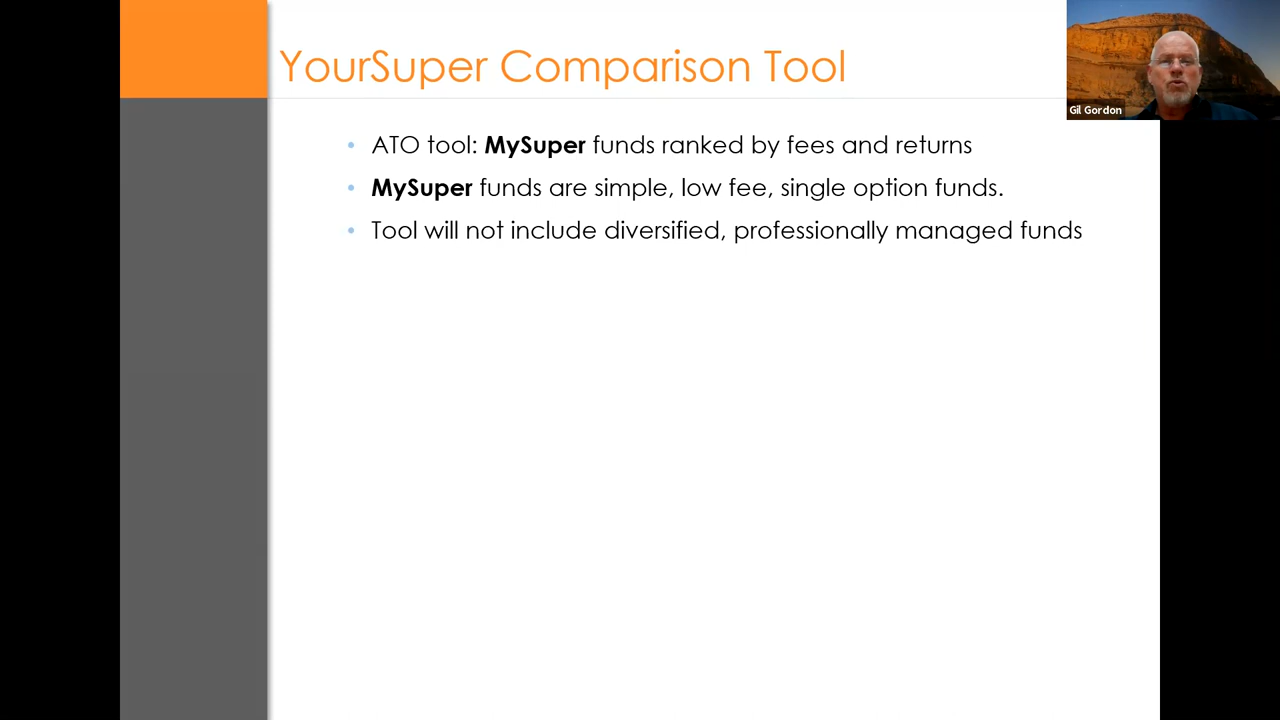 YourSuper Comparison Tool
Gil Gordon
• ATO tool: MySuper funds ranked by fees and returns
• MySuper funds are simple, low fee, single option funds.
• Tool will not include diversified, professionally managed funds